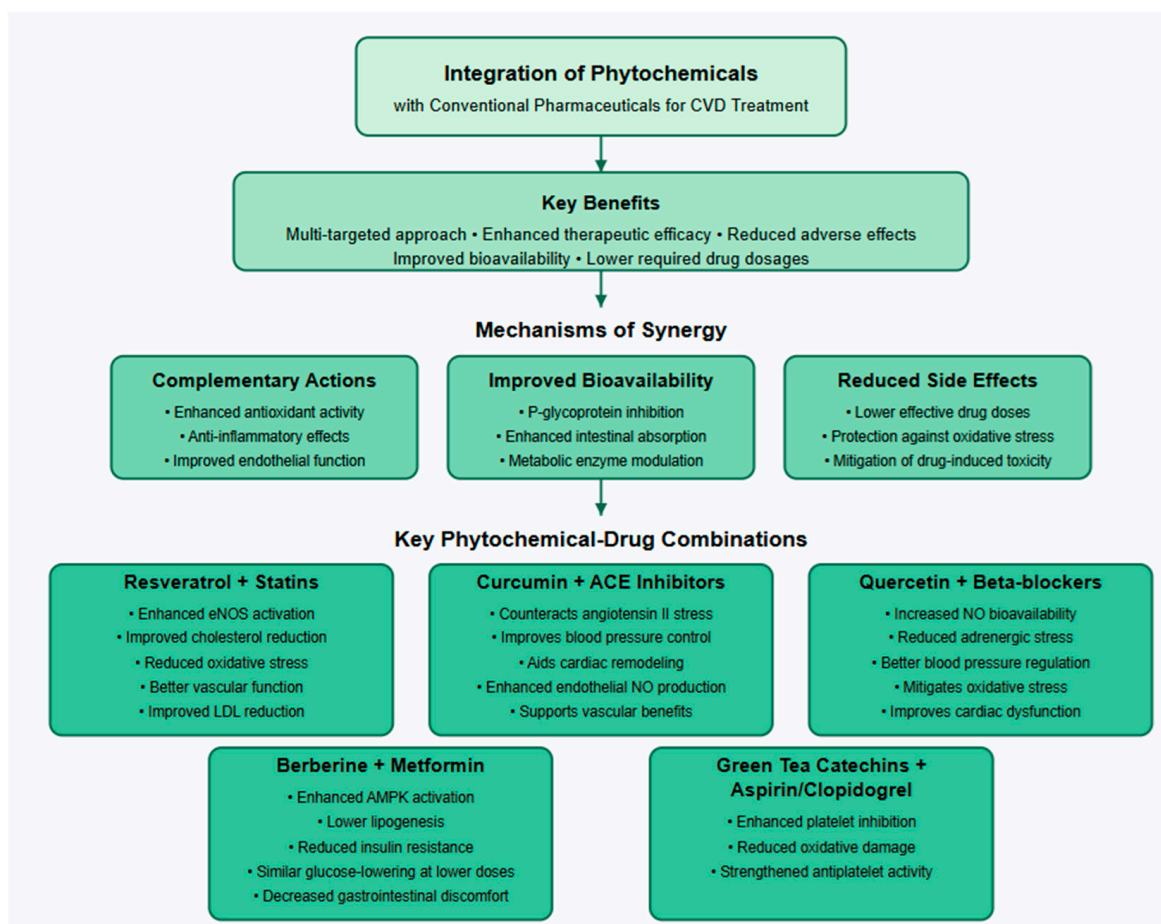 Integration of Phytochemicals
with Conventional Pharmaceuticals for CVD Treatment
Key Benefits
Multi-targeted approach • Enhanced therapeutic efficacy • Reduced adverse effects
Improved bioavailability • Lower required drug dosages
Mechanisms of Synergy
Complementary Actions
• Enhanced antioxidant activity
• Anti-inflammatory effects
• Improved endothelial function
Improved Bioavailability
• P-glycoprotein inhibition
• Enhanced intestinal absorption
• Metabolic enzyme modulation
Reduced Side Effects
• Lower effective drug doses
• Protection against oxidative stress
• Mitigation of drug-induced toxicity
Key Phytochemical-Drug Combinations
Resveratrol + Statins
• Enhanced eNOS activation
• Improved cholesterol reduction
• Reduced oxidative stress
• Better vascular function
• Improved LDL reduction
Curcumin + ACE Inhibitors
• Counteracts angiotensin II stress
• Improves blood pressure control
• Aids cardiac remodeling
• Enhanced endothelial NO production
• Supports vascular benefits
Quercetin + Beta-blockers
• Increased NO bioavailability
• Reduced adrenergic stress
• Better blood pressure regulation
• Mitigates oxidative stress
• Improves cardiac dysfunction
Berberine + Metformin
• Enhanced AMPK activation
• Lower lipogenesis
• Reduced insulin resistance
• Similar glucose-lowering at lower doses
• Decreased gastrointestinal discomfort
Green Tea Catechins +
Aspirin/Clopidogrel
• Enhanced platelet inhibition
• Reduced oxidative damage
• Strengthened antiplatelet activity